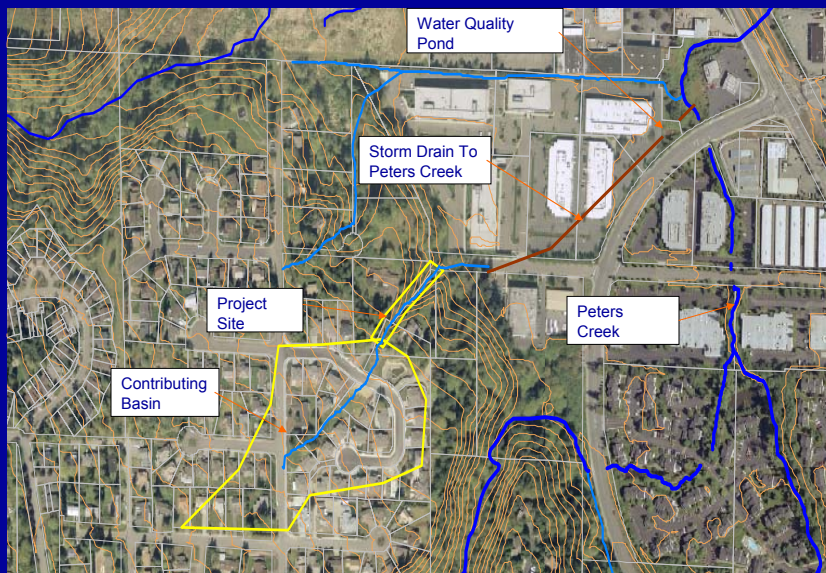 Water Quality
Pond
Storm Drain To
Peters Creek
Project
Site
Peters
Creek
Contributing
Basin